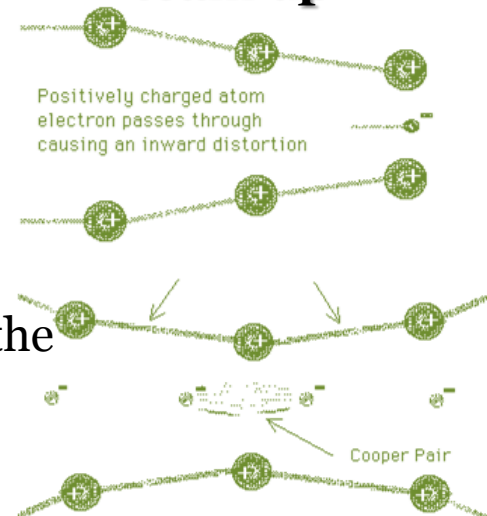 Positively charged atom
electron passes through
causing an inward distortion
the
Cooper Pair